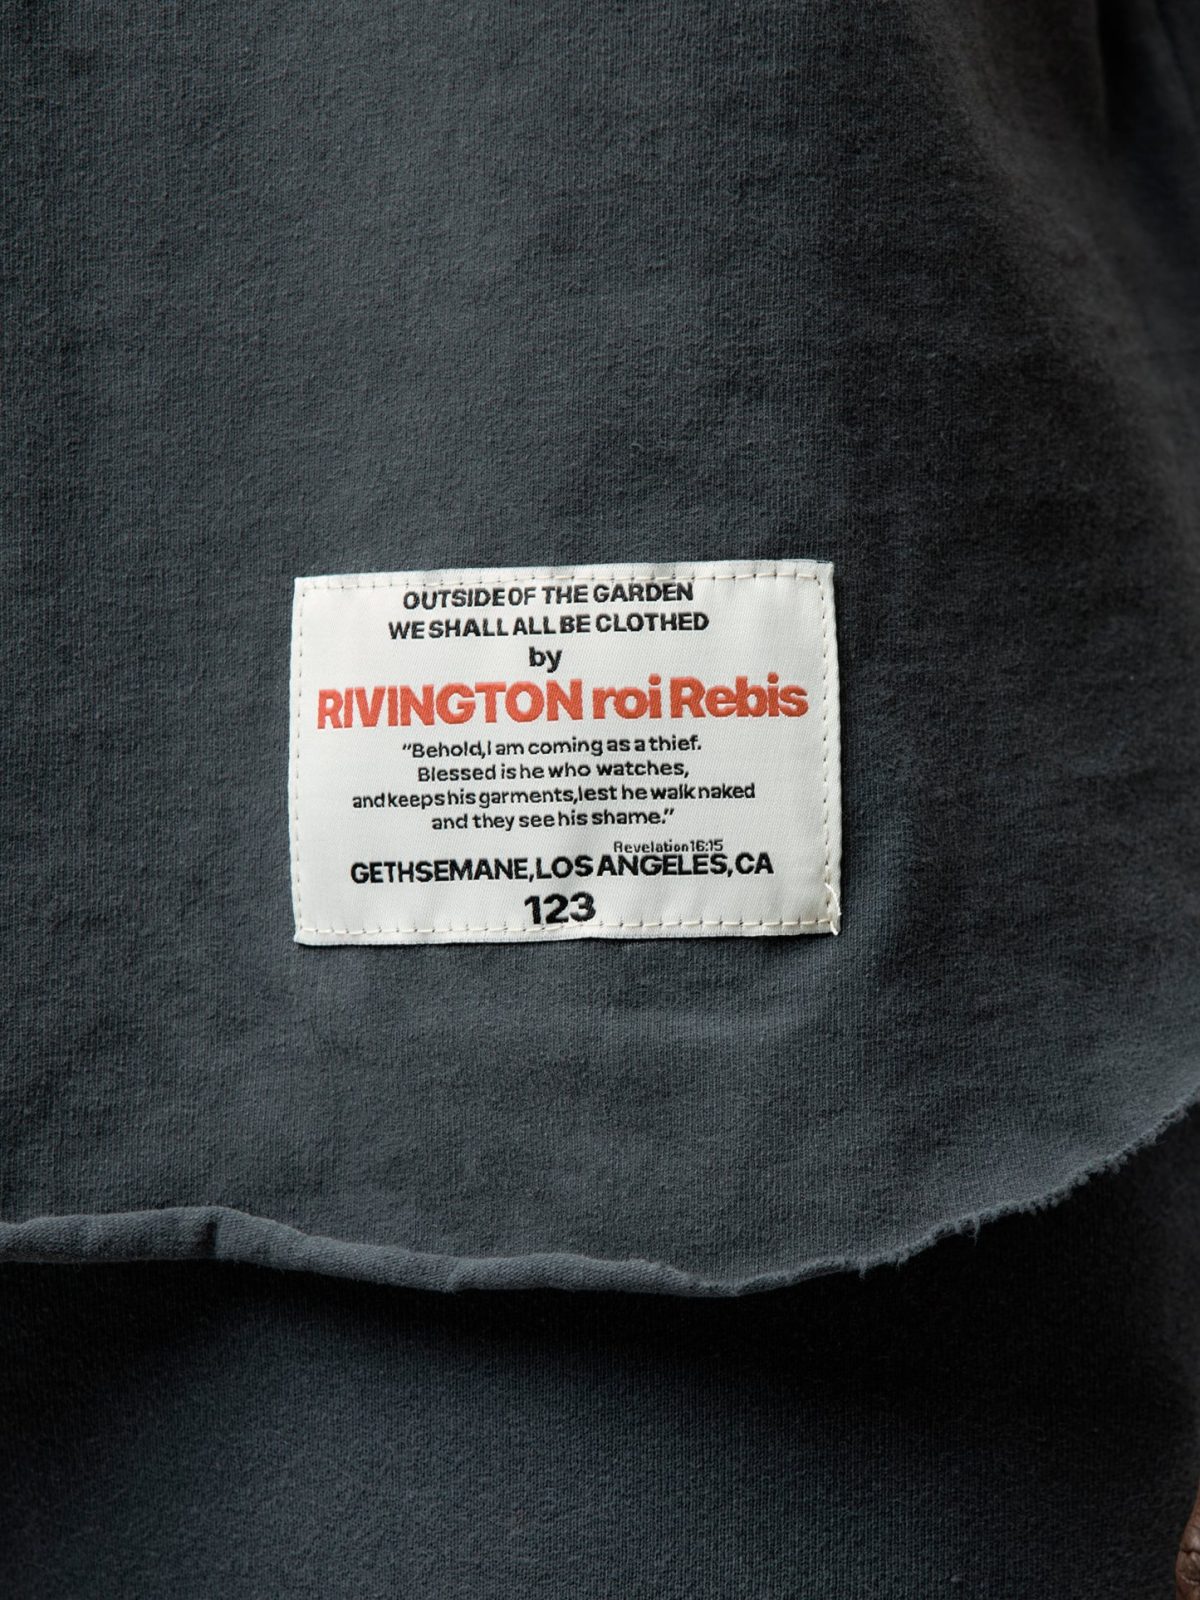 OUTSIDE OF THE GARDEN
WE SHALL ALL BE CLOTHED
by
RIVINGTON roi Rebis
"Behold, I am coming as a thief.
Blessed is he who watches,
and keeps his garments, lest he walk naked
and they see his shame."
Revelation 16:15
GETHSEMANE, LOS ANGELES, CA
123